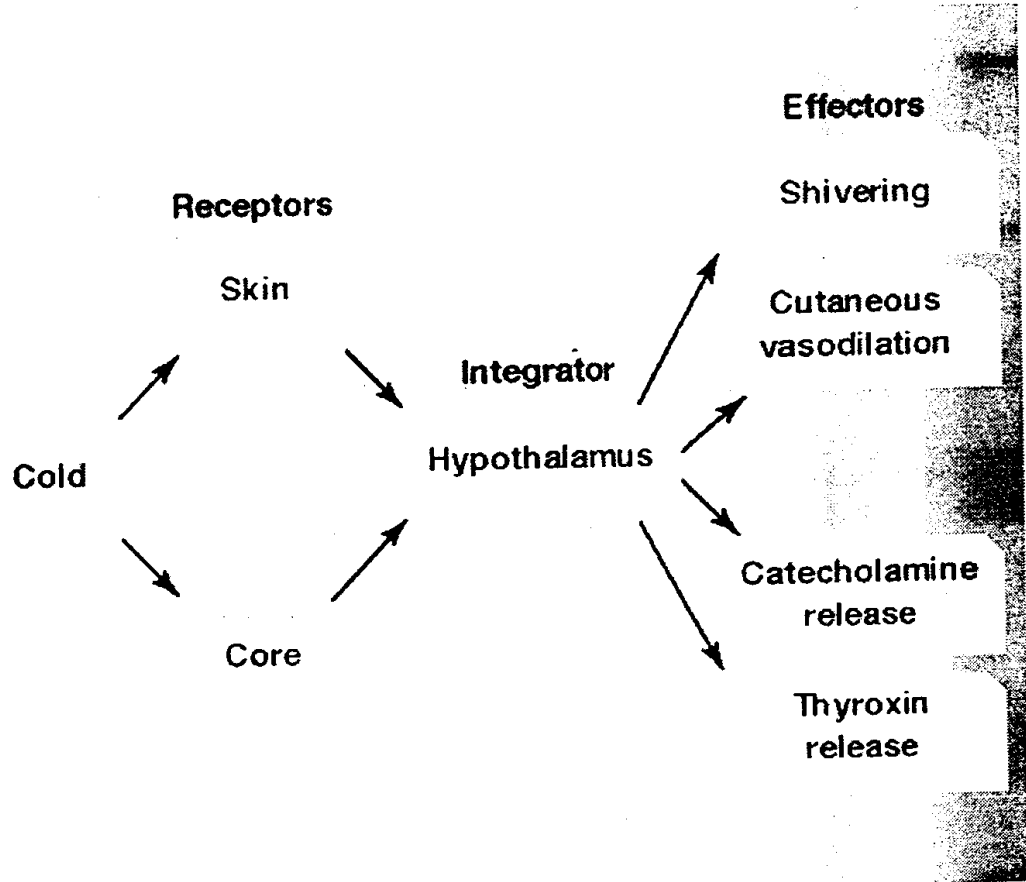 Effectors
Shivering
Receptors
Skin
Cutaneous
vasodilation
Integrator
Hypothalamus
Cold
Catecholamine
release
Core
Thyroxin
release